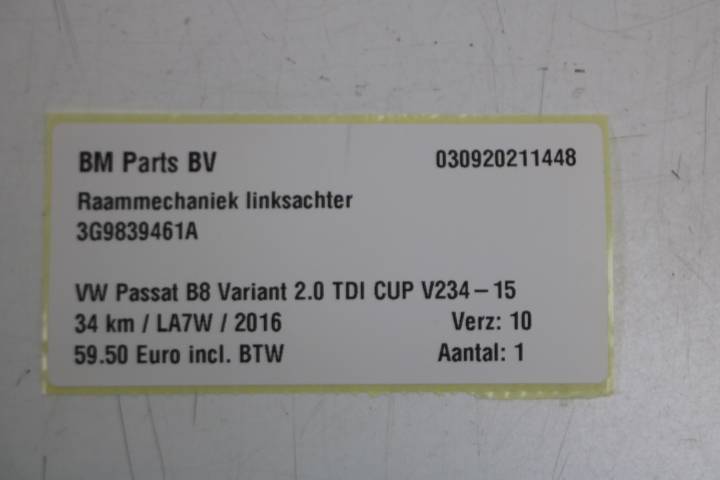 BM Parts BV 030920211448
Raammechaniek linksachter
3G9839461A
VW Passat B8 Variant 2.0 TDI CUP V234-15
34 km / LA7W / 2016 Verz: 10
59.50 Euro incl. BTW Aantal: 1